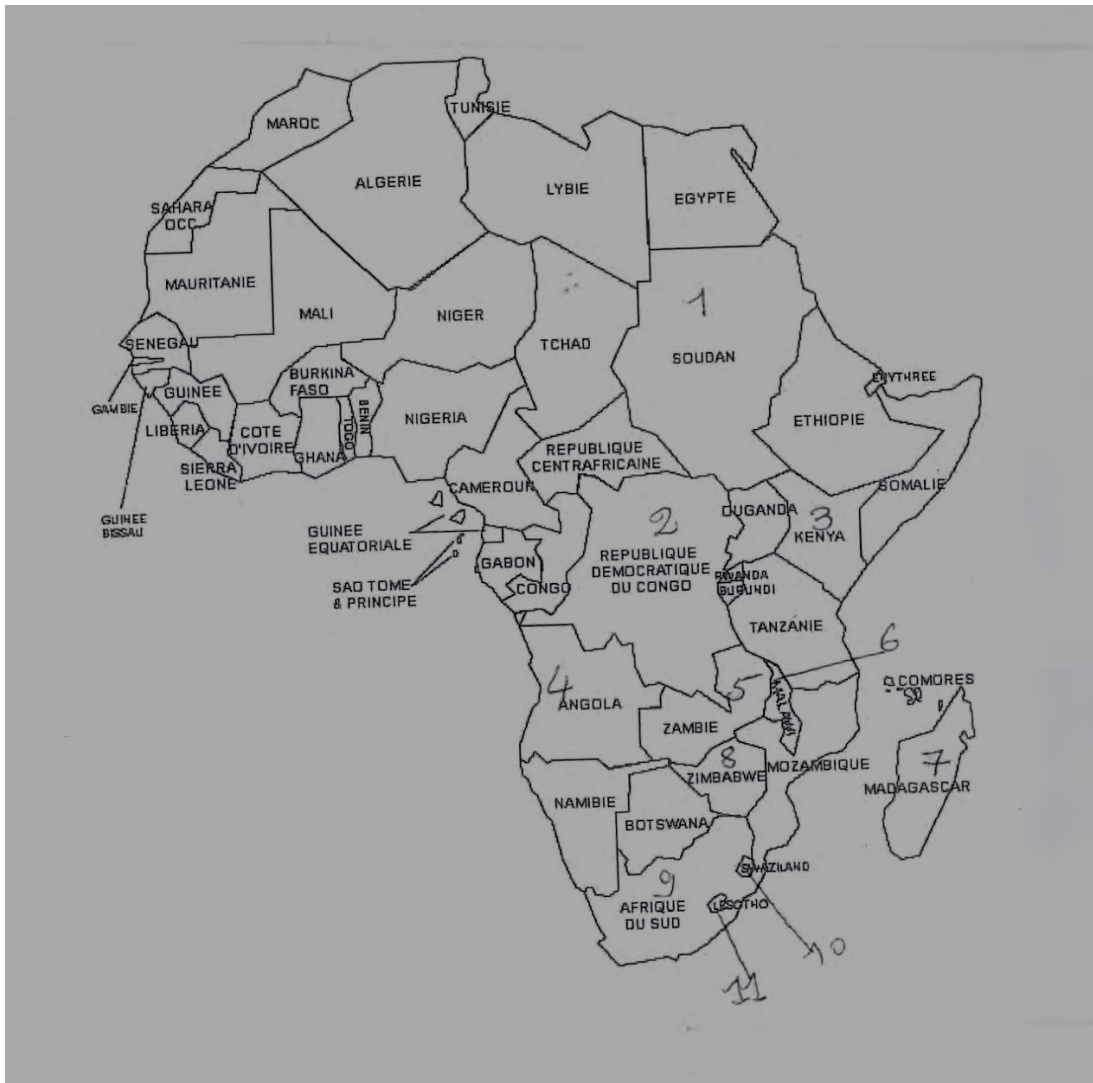 TUNISIE
MAROC
ALGERIE
LYBIE
EGYPTE
SAHARA
OCC
MAURITANIE
MALI
NIGER
1
TCHAD
SOUDAN
SENEGAL
BURKINA
FASO
ERYTHREE
GAMBIE
GUINEE
BENIN
NIGERIA
ETHIOPIE
LIBERIA
COTE
D'IVOIRE
GHANA
TOGO
REPUBLIQUE
CENTRAFRICAINE
SIERRA
LEONE
CAMEROUN
SOMALIE
GUINEE
BISSAU
GUINEE
EQUATORIALE
2
OUGANDA
3
KENYA
REPUBLIQUE
DEMOCRATIQUE
DU CONGO
GABON
CONGO
RWANDA
BURUNDI
SAO TOME
& PRINCIPE
TANZANIE
6
4
ANGOLA
5
MALAWI
COMORES
ZAMBIE
8
ZIMBABWE
MOZAMBIQUE
7
MADAGASCAR
NAMIBIE
BOTSWANA
SWAZILAND
9
AFRIQUE
DU SUD
LESOTHO
10
11